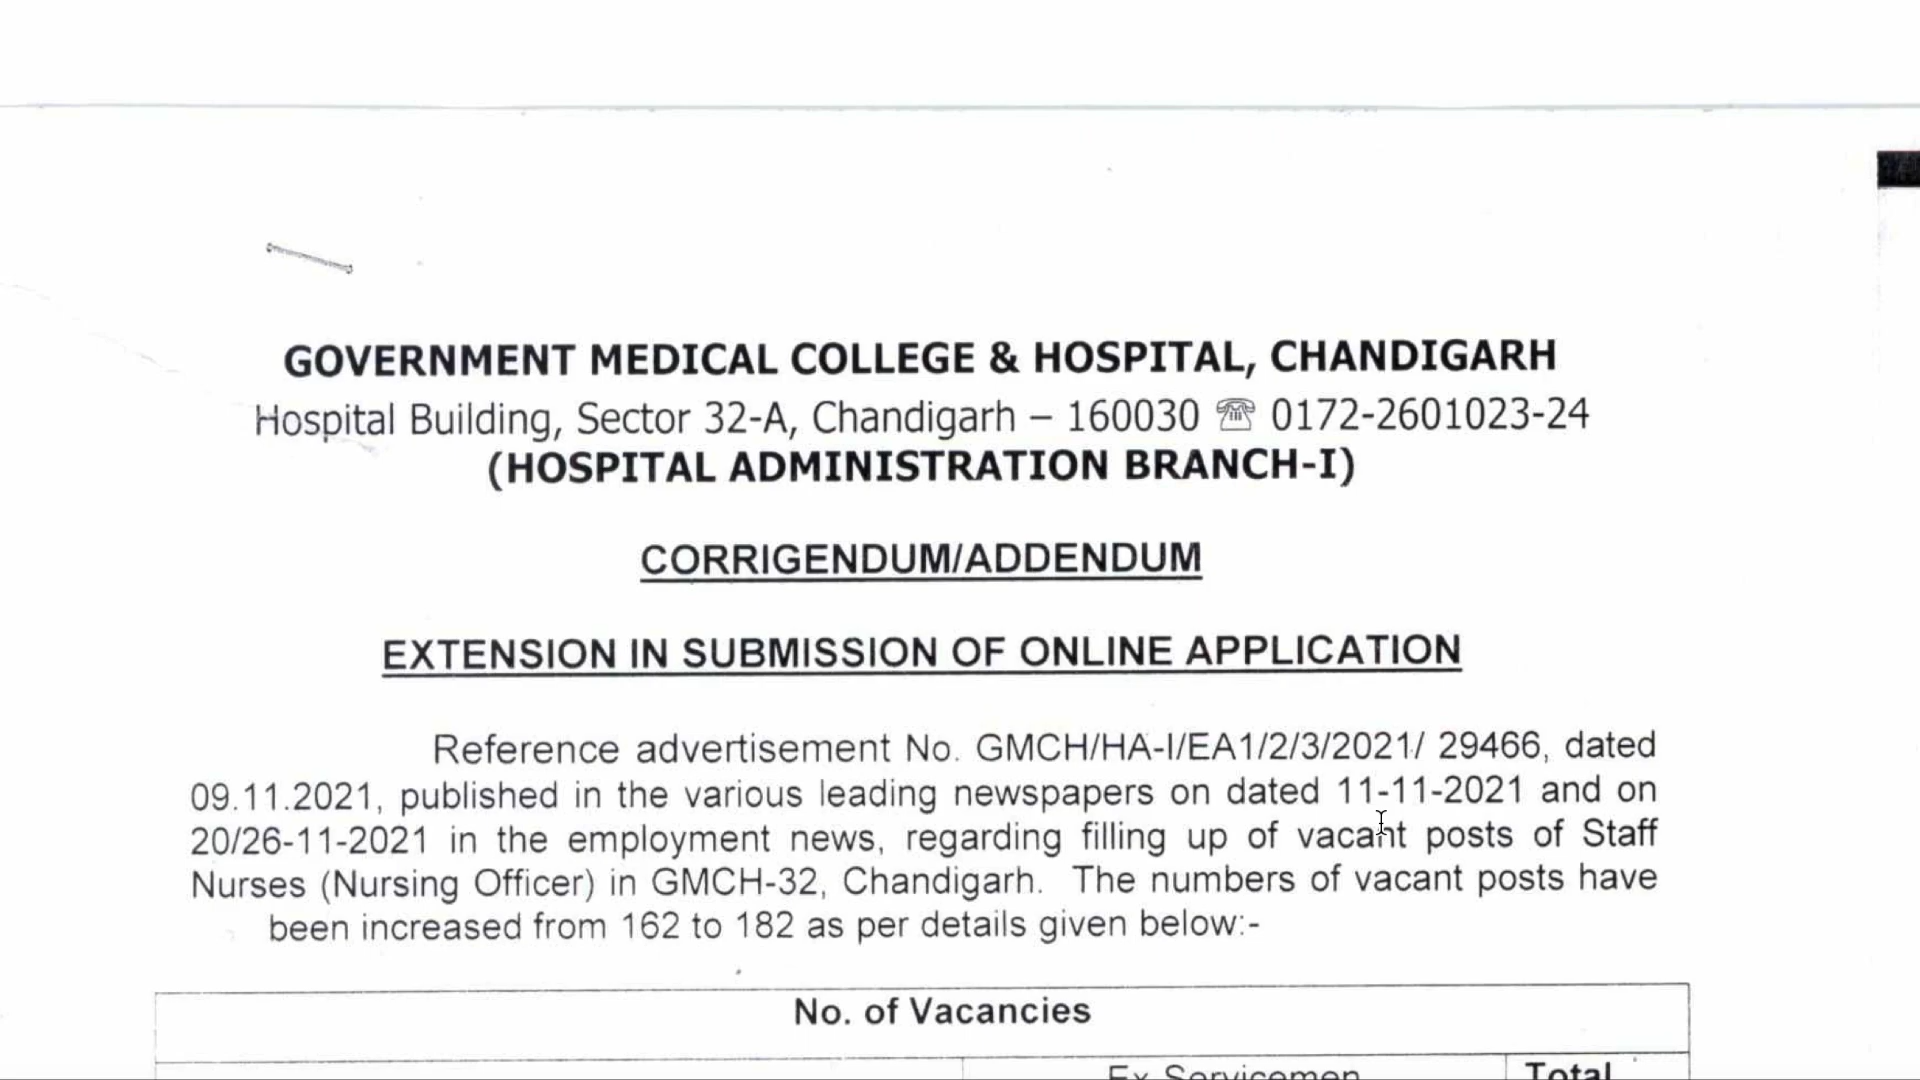 GOVERNMENT MEDICAL COLLEGE & HOSPITAL, CHANDIGARH
Hospital Building, Sector 32-A, Chandigarh – 160030 ☏ 0172-2601023-24
(HOSPITAL ADMINISTRATION BRANCH-I)
CORRIGENDUM/ADDENDUM
EXTENSION IN SUBMISSION OF ONLINE APPLICATION
Reference advertisement No. GMCH/HA-I/EA1/2/3/2021/ 29466, dated
09.11.2021, published in the various leading newspapers on dated 11-11-2021 and on
20/26-11-2021 in the employment news, regarding filling up of vacant posts of Staff
Nurses (Nursing Officer) in GMCH-32, Chandigarh. The numbers of vacant posts have
been increased from 162 to 182 as per details given below:-
No. of Vacancies
Ex Servicemen Total